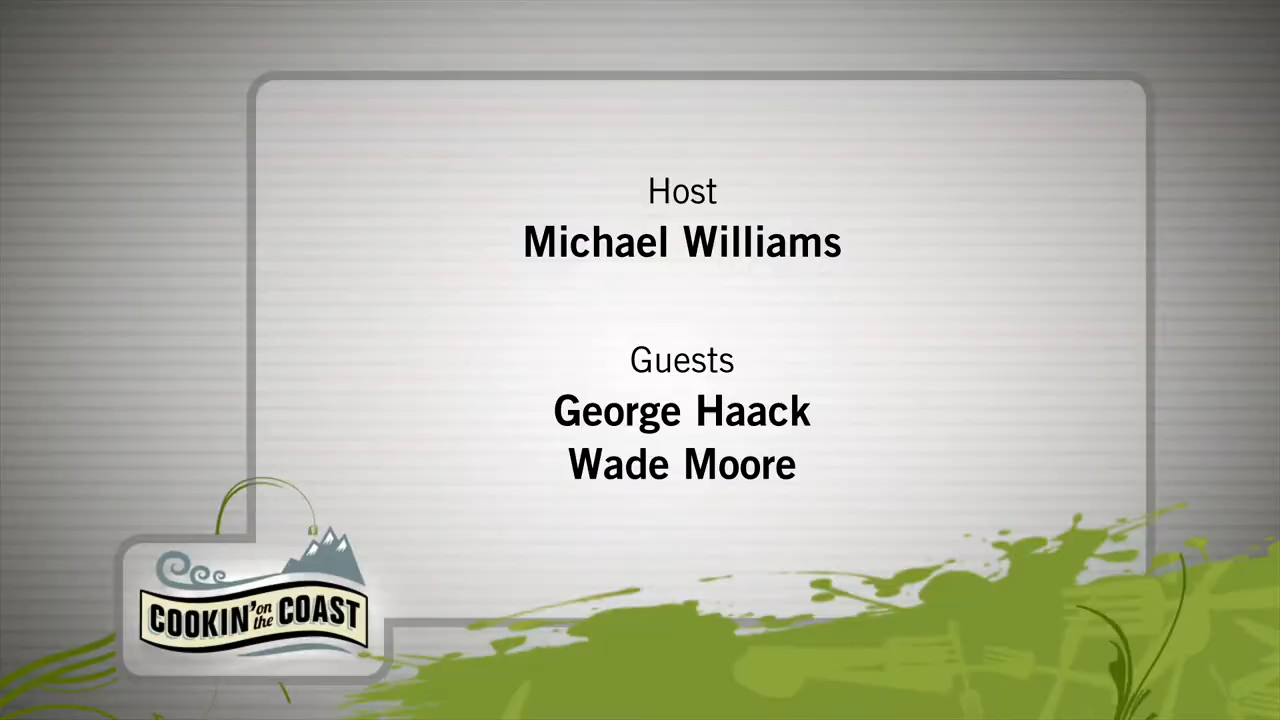 Host
Michael Williams
Guests
George Haack
Wade Moore
COOKIN' on the COAST